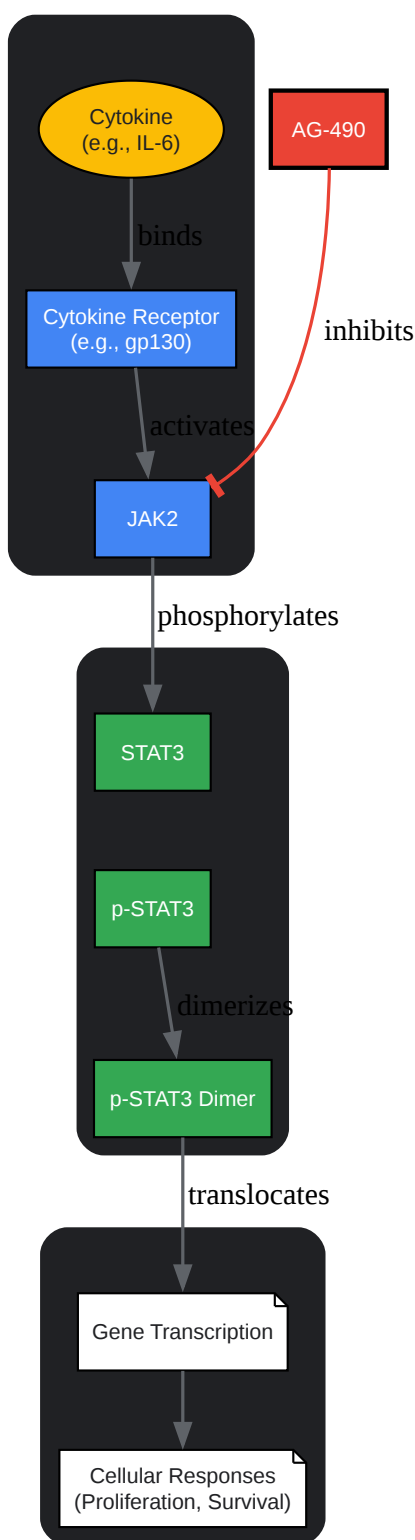 Cytokine
(e.g., IL-6)
AG-490
binds
Cytokine Receptor
(e.g., gp130)
inhibits
activates
JAK2
phosphorylates
STAT3
p-STAT3
dimerizes
p-STAT3 Dimer
translocates
Gene Transcription
Cellular Responses
(Proliferation, Survival)